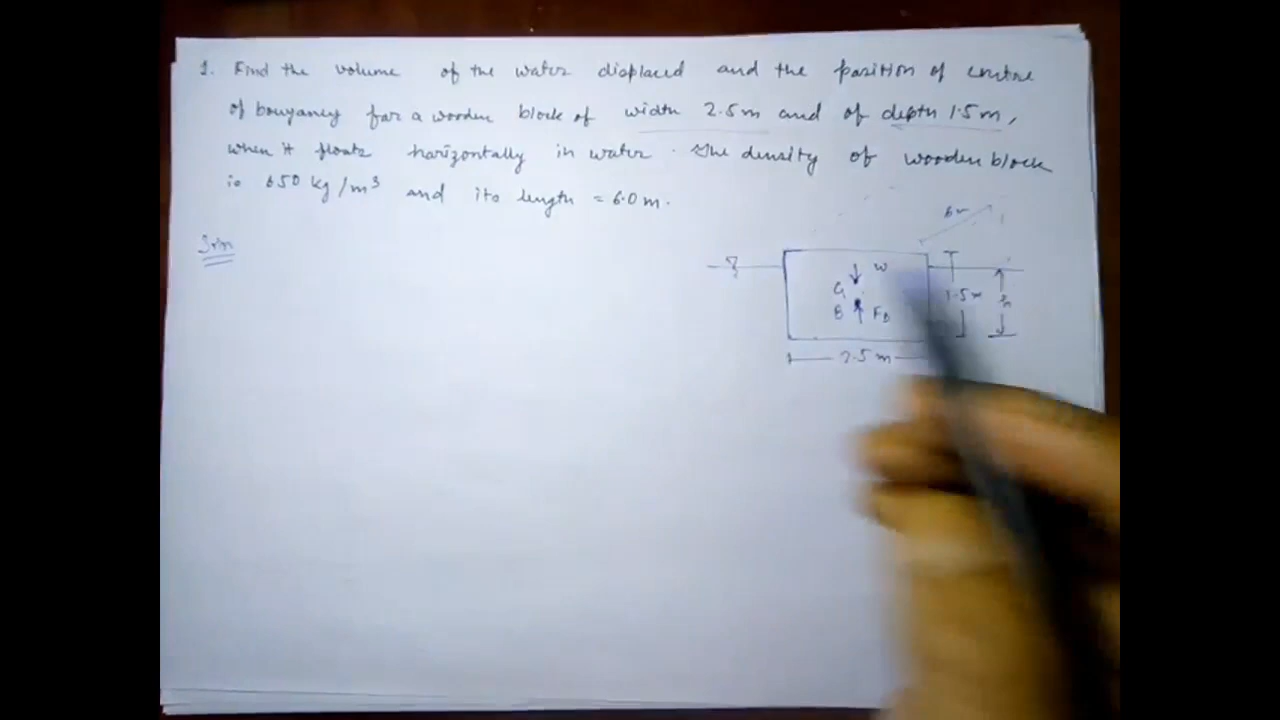 1. Find the volume of the water displaced and the position of centre
of bouyancy for a wooden block of width 2.5m and of depth 1.5m,
when it floats horizontally in water. The density of wooden block
is 650 kg/m³ and its length = 6.0m.
Soln
6m
W
G
1.5m
h
B
F_B
2.5m